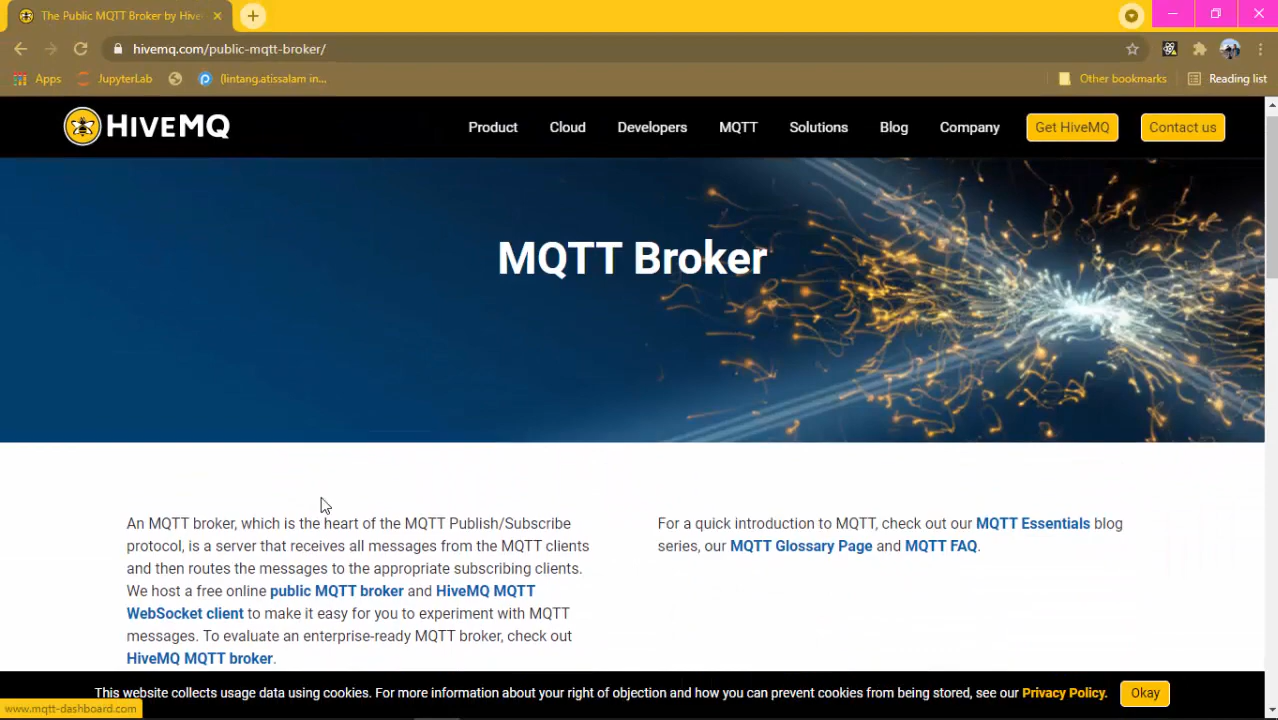 The Public MQTT Broker by Hive
hivemq.com/public-mqtt-broker/
Apps
JupyterLab
(lintang.atissalam in...
Other bookmarks
Reading list
HIVEMQ
Product
Cloud
Developers
MQTT
Solutions
Blog
Company
Get HiveMQ
Contact us
MQTT Broker
An MQTT broker, which is the heart of the MQTT Publish/Subscribe
protocol, is a server that receives all messages from the MQTT clients
and then routes the messages to the appropriate subscribing clients.
We host a free online public MQTT broker and HiveMQ MQTT
WebSocket client to make it easy for you to experiment with MQTT
messages. To evaluate an enterprise-ready MQTT broker, check out
HiveMQ MQTT broker.
For a quick introduction to MQTT, check out our MQTT Essentials blog
series, our MQTT Glossary Page and MQTT FAQ.
This website collects usage data using cookies. For more information about your right of objection and how you can prevent cookies from being stored, see our Privacy Policy.
Okay
www.mqtt-dashboard.com